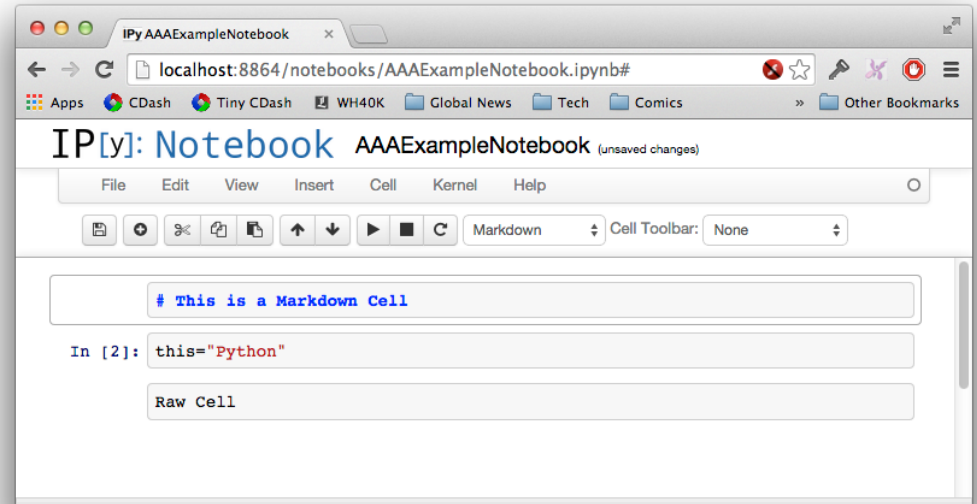 IPy AAAExampleNotebook
localhost:8864/notebooks/AAAExampleNotebook.ipynb#
Apps CDash Tiny CDash WH40K Global News Tech Comics » Other Bookmarks
IP[y]: Notebook AAAExampleNotebook (unsaved changes)
File Edit View Insert Cell Kernel Help
Markdown Cell Toolbar: None
# This is a Markdown Cell
In [2]: this="Python"
Raw Cell